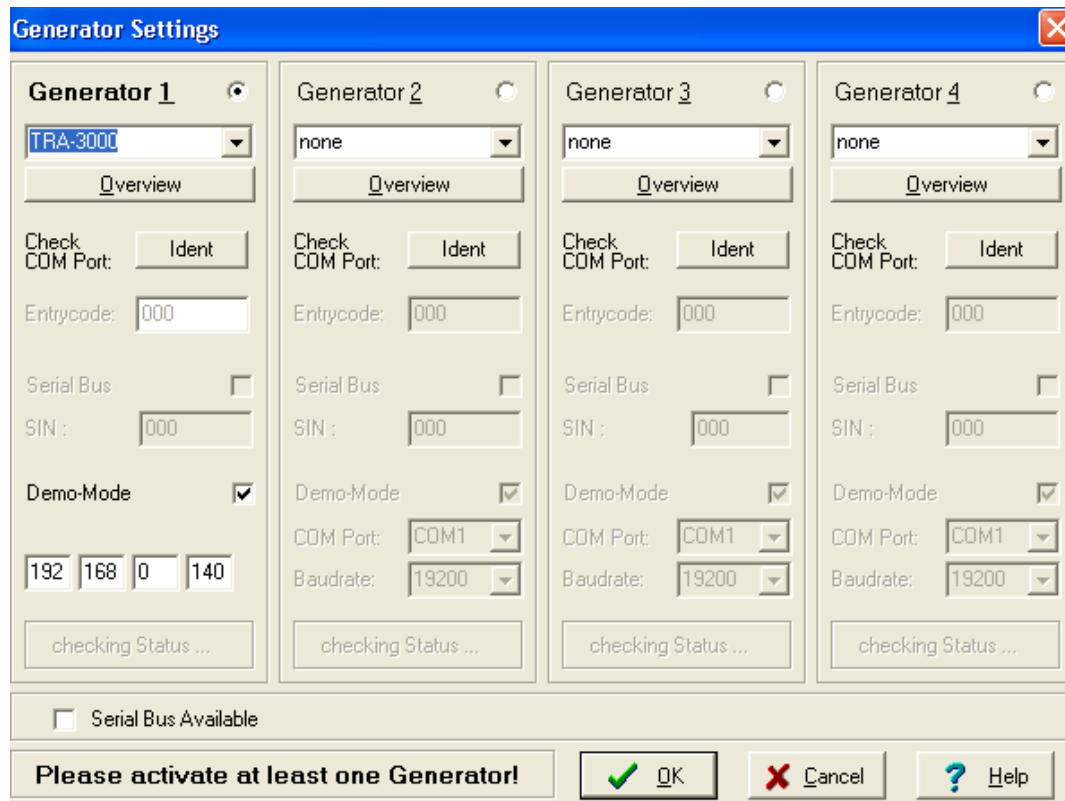 Generator Settings
Generator 1
TRA-3000
Overview
Check
COM Port:
Ident
Entrycode: 000
Serial Bus
SIN : 000
Demo-Mode
192 168 0 140
checking Status ...
Generator 2
none
Overview
Check
COM Port:
Ident
Entrycode: 000
Serial Bus
SIN : 000
Demo-Mode
COM Port: COM1
Baudrate: 19200
checking Status ...
Generator 3
none
Overview
Check
COM Port:
Ident
Entrycode: 000
Serial Bus
SIN : 000
Demo-Mode
COM Port: COM1
Baudrate: 19200
checking Status ...
Generator 4
none
Overview
Check
COM Port:
Ident
Entrycode: 000
Serial Bus
SIN : 000
Demo-Mode
COM Port: COM1
Baudrate: 19200
checking Status ...
Serial Bus Available
Please activate at least one Generator!
OK
Cancel
? Help